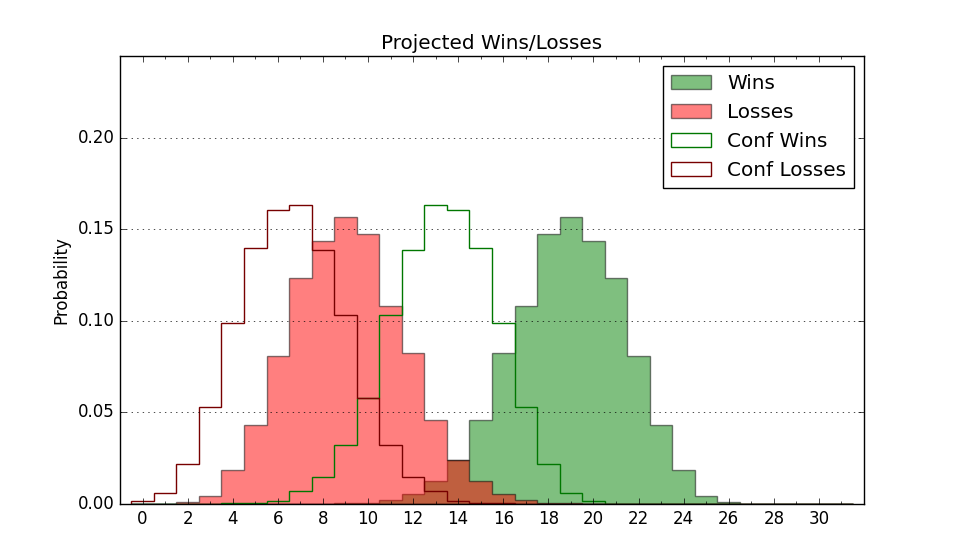 Projected Wins/Losses
Wins
Losses
Conf Wins
Conf Losses
Probability
0.20
0.15
0.10
0.05
0.00
0 2 4 6 8 10 12 14 16 18 20 22 24 26 28 30